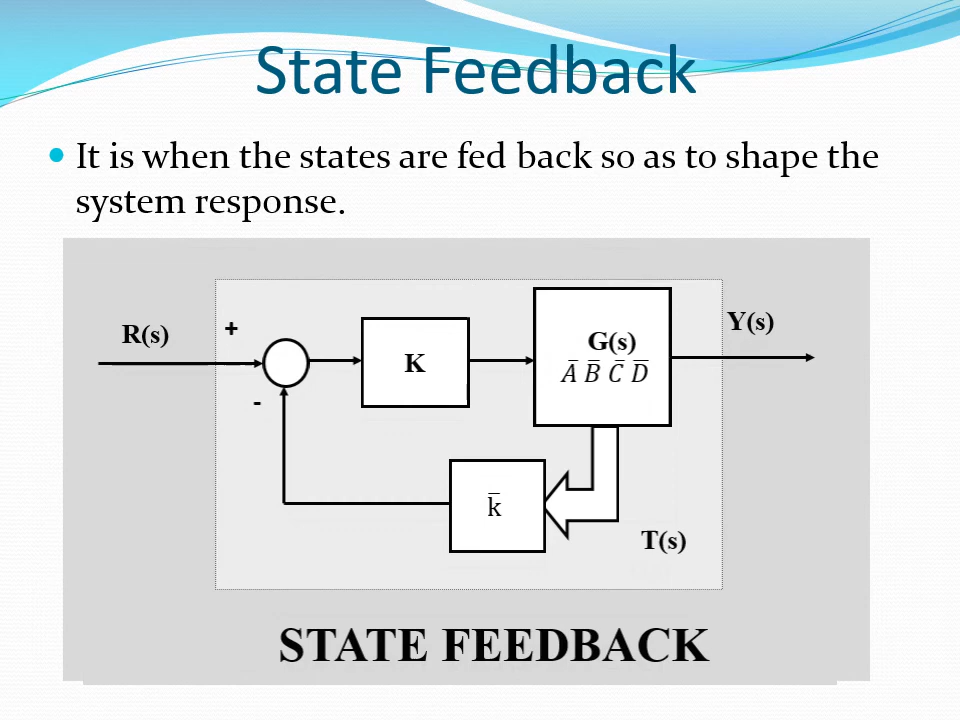 State Feedback
It is when the states are fed back so as to shape the
system response.
R(s)
+
-
K
G(s)
A̅ B̅ C̅ D̅
Y(s)
k̅
T(s)
STATE FEEDBACK